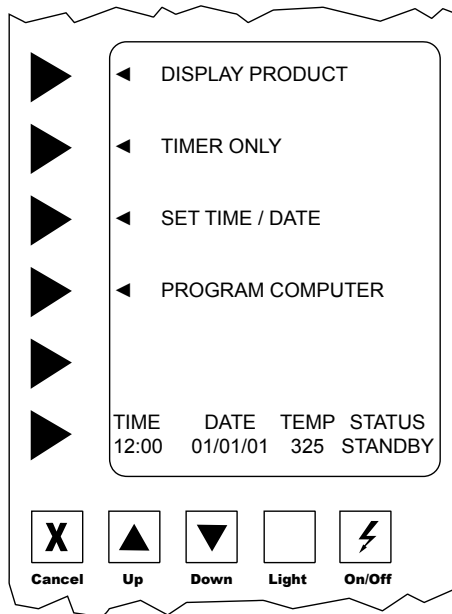 DISPLAY PRODUCT
TIMER ONLY
SET TIME / DATE
PROGRAM COMPUTER
TIME DATE TEMP STATUS
12:00 01/01/01 325 STANDBY
X
Cancel Up Down Light On/Off